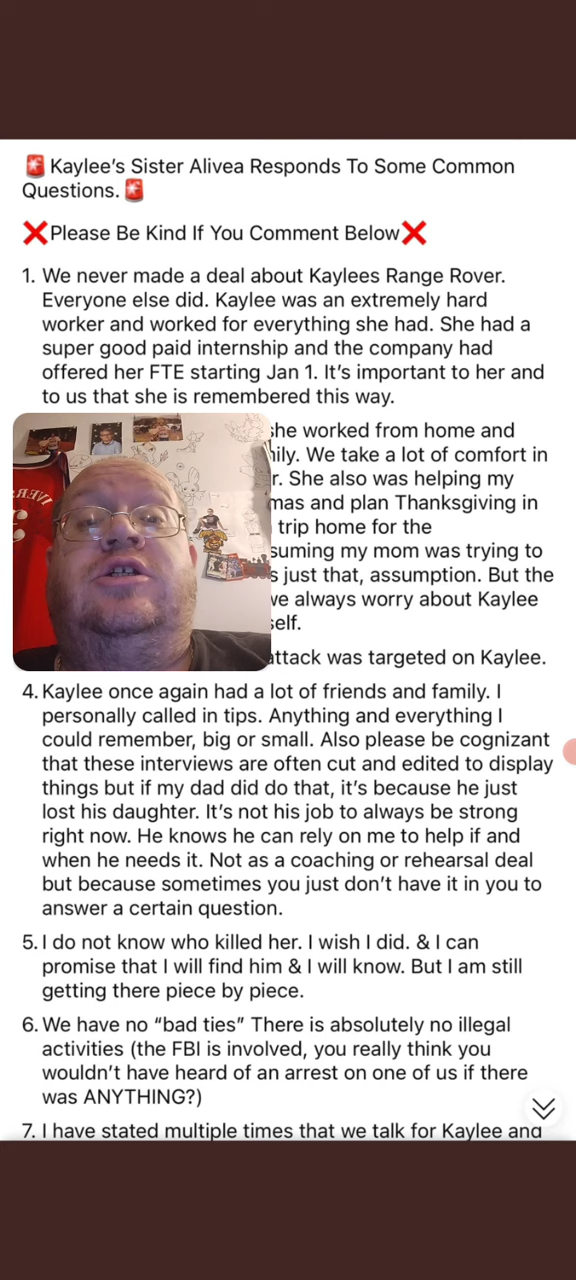 🚨Kaylee's Sister Alivea Responds To Some Common
Questions.🚨
❌Please Be Kind If You Comment Below❌
1. We never made a deal about Kaylees Range Rover.
Everyone else did. Kaylee was an extremely hard
worker and worked for everything she had. She had a
super good paid internship and the company had
offered her FTE starting Jan 1. It's important to her and
to us that she is remembered this way.
she worked from home and
We take a lot of comfort in
She also was helping my
and plan Thanksgiving in
trip home for the
my mom was trying to
just that, assumption. But the
always worry about Kaylee
attack was targeted on Kaylee.
4. Kaylee once again had a lot of friends and family. I
personally called in tips. Anything and everything I
could remember, big or small. Also please be cognizant
that these interviews are often cut and edited to display
things but if my dad did do that, it's because he just
lost his daughter. It's not his job to always be strong
right now. He knows he can rely on me to help if and
when he needs it. Not as a coaching or rehearsal deal
but because sometimes you just don't have it in you to
answer a certain question.
5. I do not know who killed her. I wish I did. & I can
promise that I will find him & I will know. But I am still
getting there piece by piece.
6. We have no "bad ties" There is absolutely no illegal
activities (the FBI is involved, you really think you
wouldn't have heard of an arrest on one of us if there
was ANYTHING?)
7. I have stated multiple times that we talk for Kaylee and